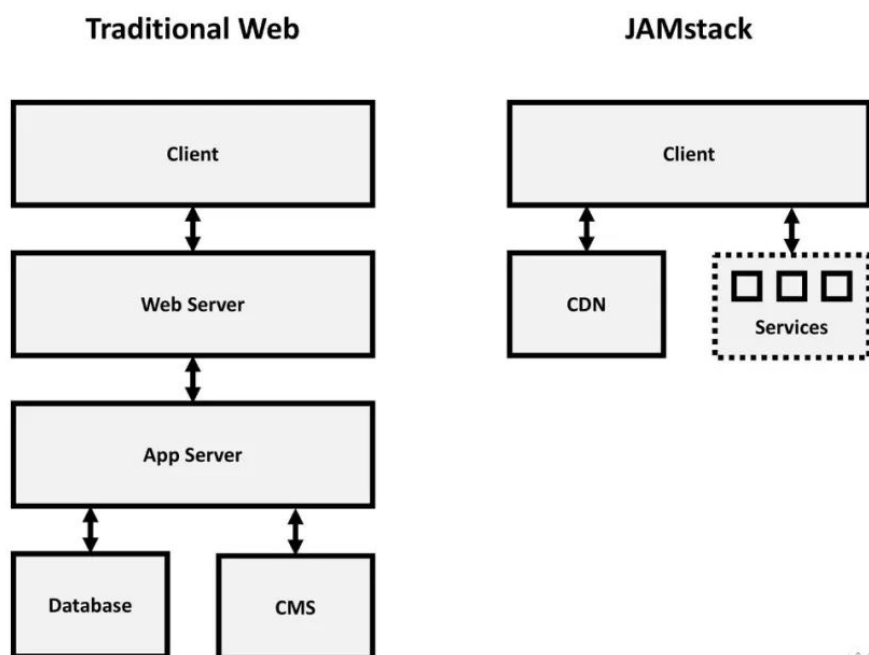 Traditional Web
JAMstack
Client
Client
Web Server
CDN
Services
App Server
Database
CMS